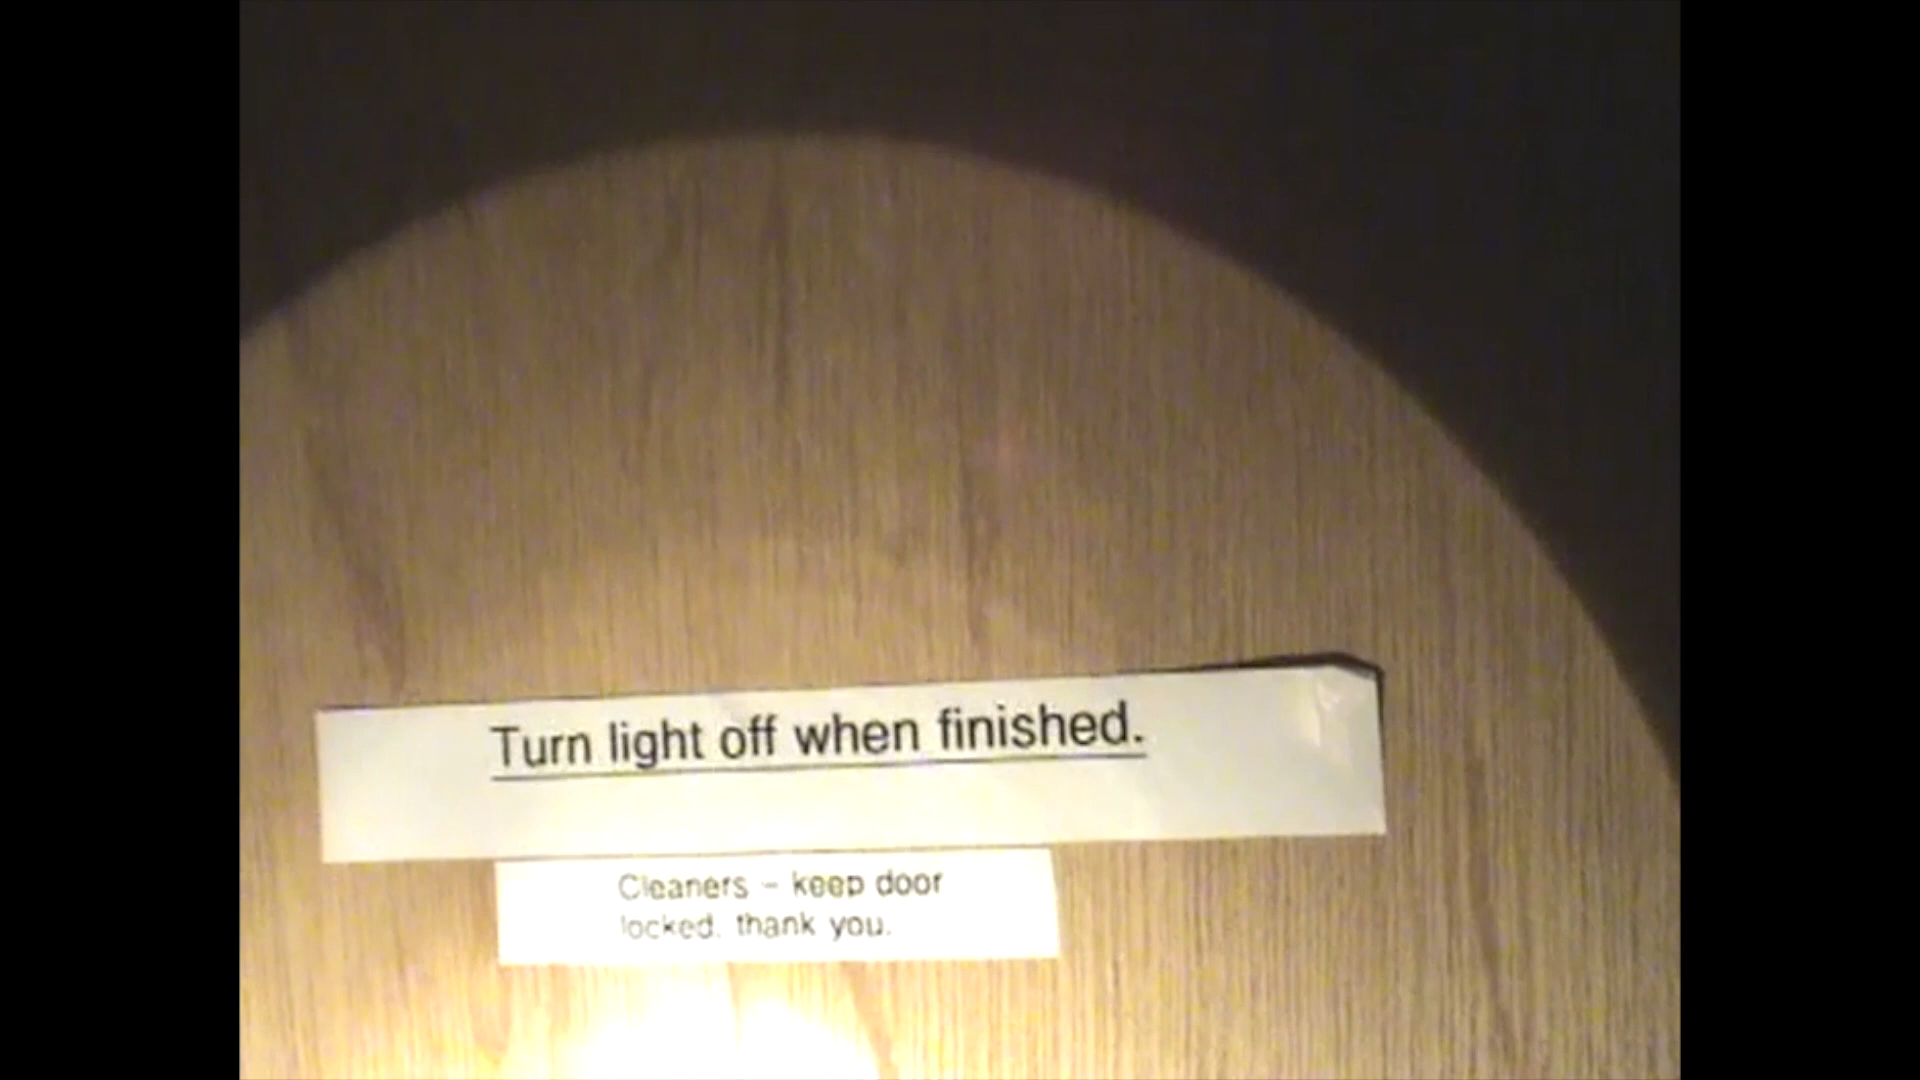 Turn light off when finished.
Cleaners - keep door
locked. thank you.